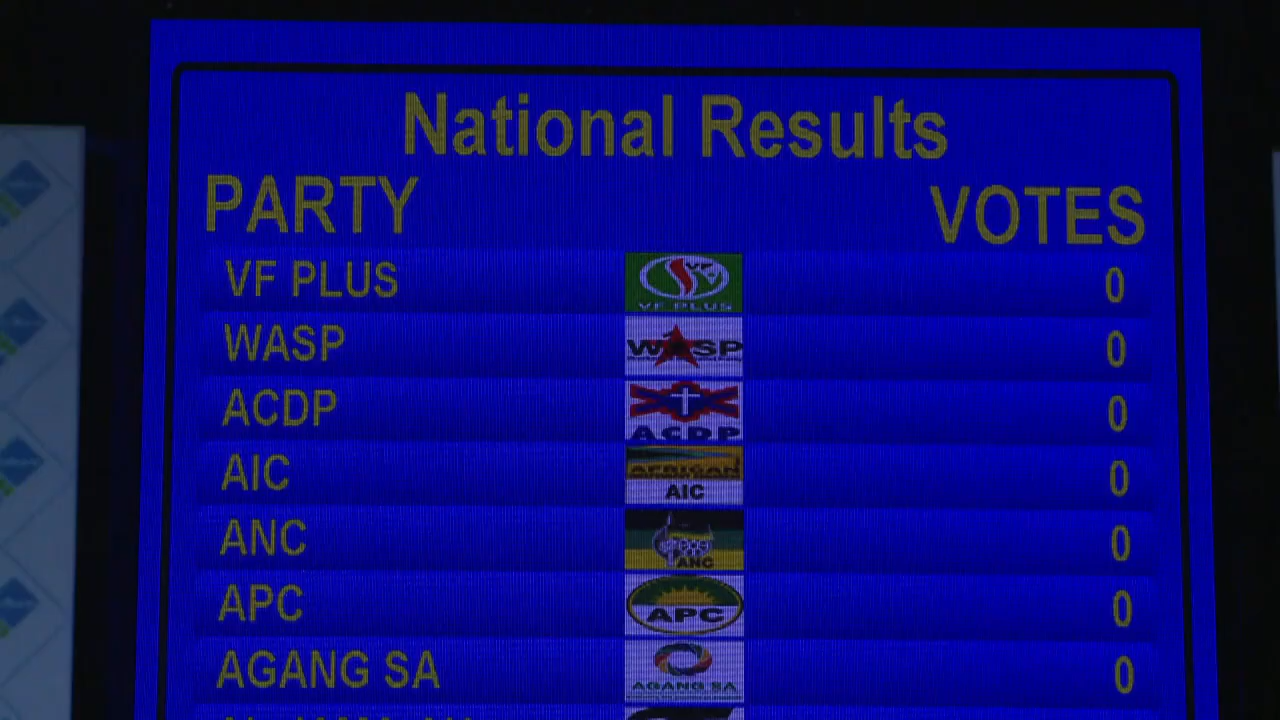 National Results
PARTY VOTES
VF PLUS VF PLUS 0
WASP WASP 0
ACDP ACDP 0
AIC AFRICAN AIC 0
ANC ANC 0
APC APC 0
AGANG SA AGANG SA 0